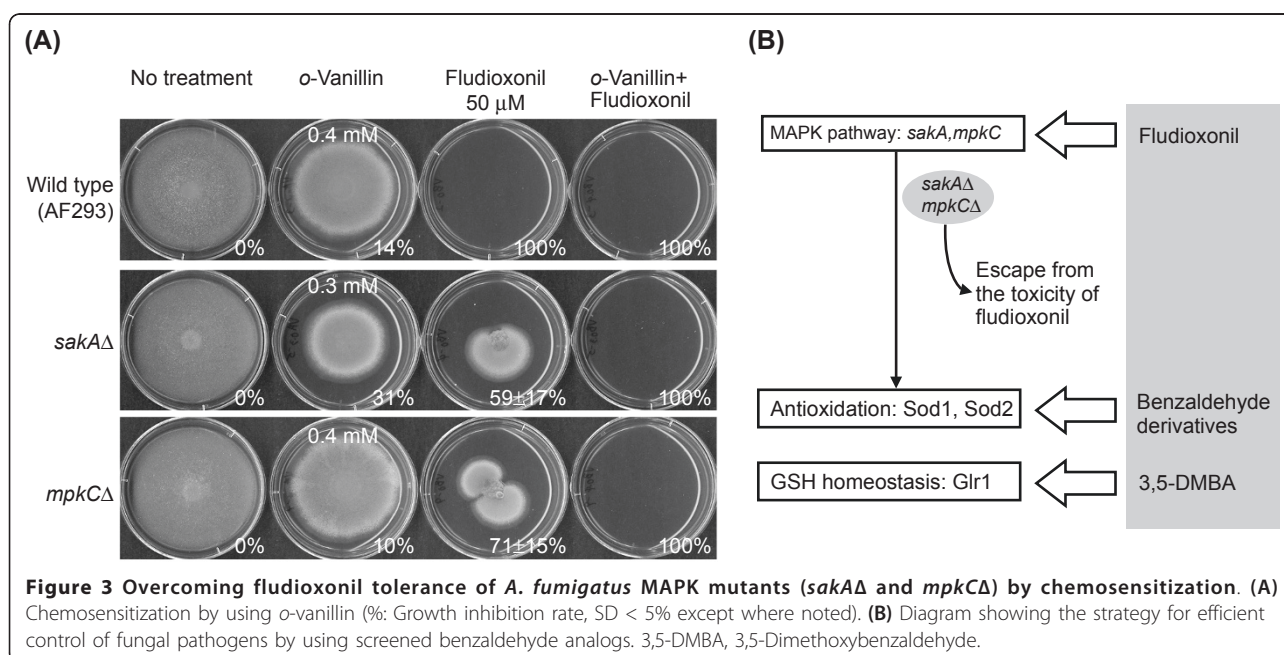 (A)
No treatment
o-Vanillin
Fludioxonil
50 µM
o-Vanillin+
Fludioxonil
Wild type
(AF293)
0%
0.4 mM
14%
100%
100%
sakAΔ
0%
0.3 mM
31%
59±17%
100%
mpkCΔ
0%
0.4 mM
10%
71±15%
100%
(B)
MAPK pathway: sakA,mpkC
Fludioxonil
sakAΔ
mpkCΔ
Escape from
the toxicity of
fludioxonil
Antioxidation: Sod1, Sod2
Benzaldehyde
derivatives
GSH homeostasis: Glr1
3,5-DMBA
Figure 3 Overcoming fludioxonil tolerance of A. fumigatus MAPK mutants (sakAΔ and mpkCΔ) by chemosensitization. (A)
Chemosensitization by using o-vanillin (%: Growth inhibition rate, SD < 5% except where noted). (B) Diagram showing the strategy for efficient
control of fungal pathogens by using screened benzaldehyde analogs. 3,5-DMBA, 3,5-Dimethoxybenzaldehyde.